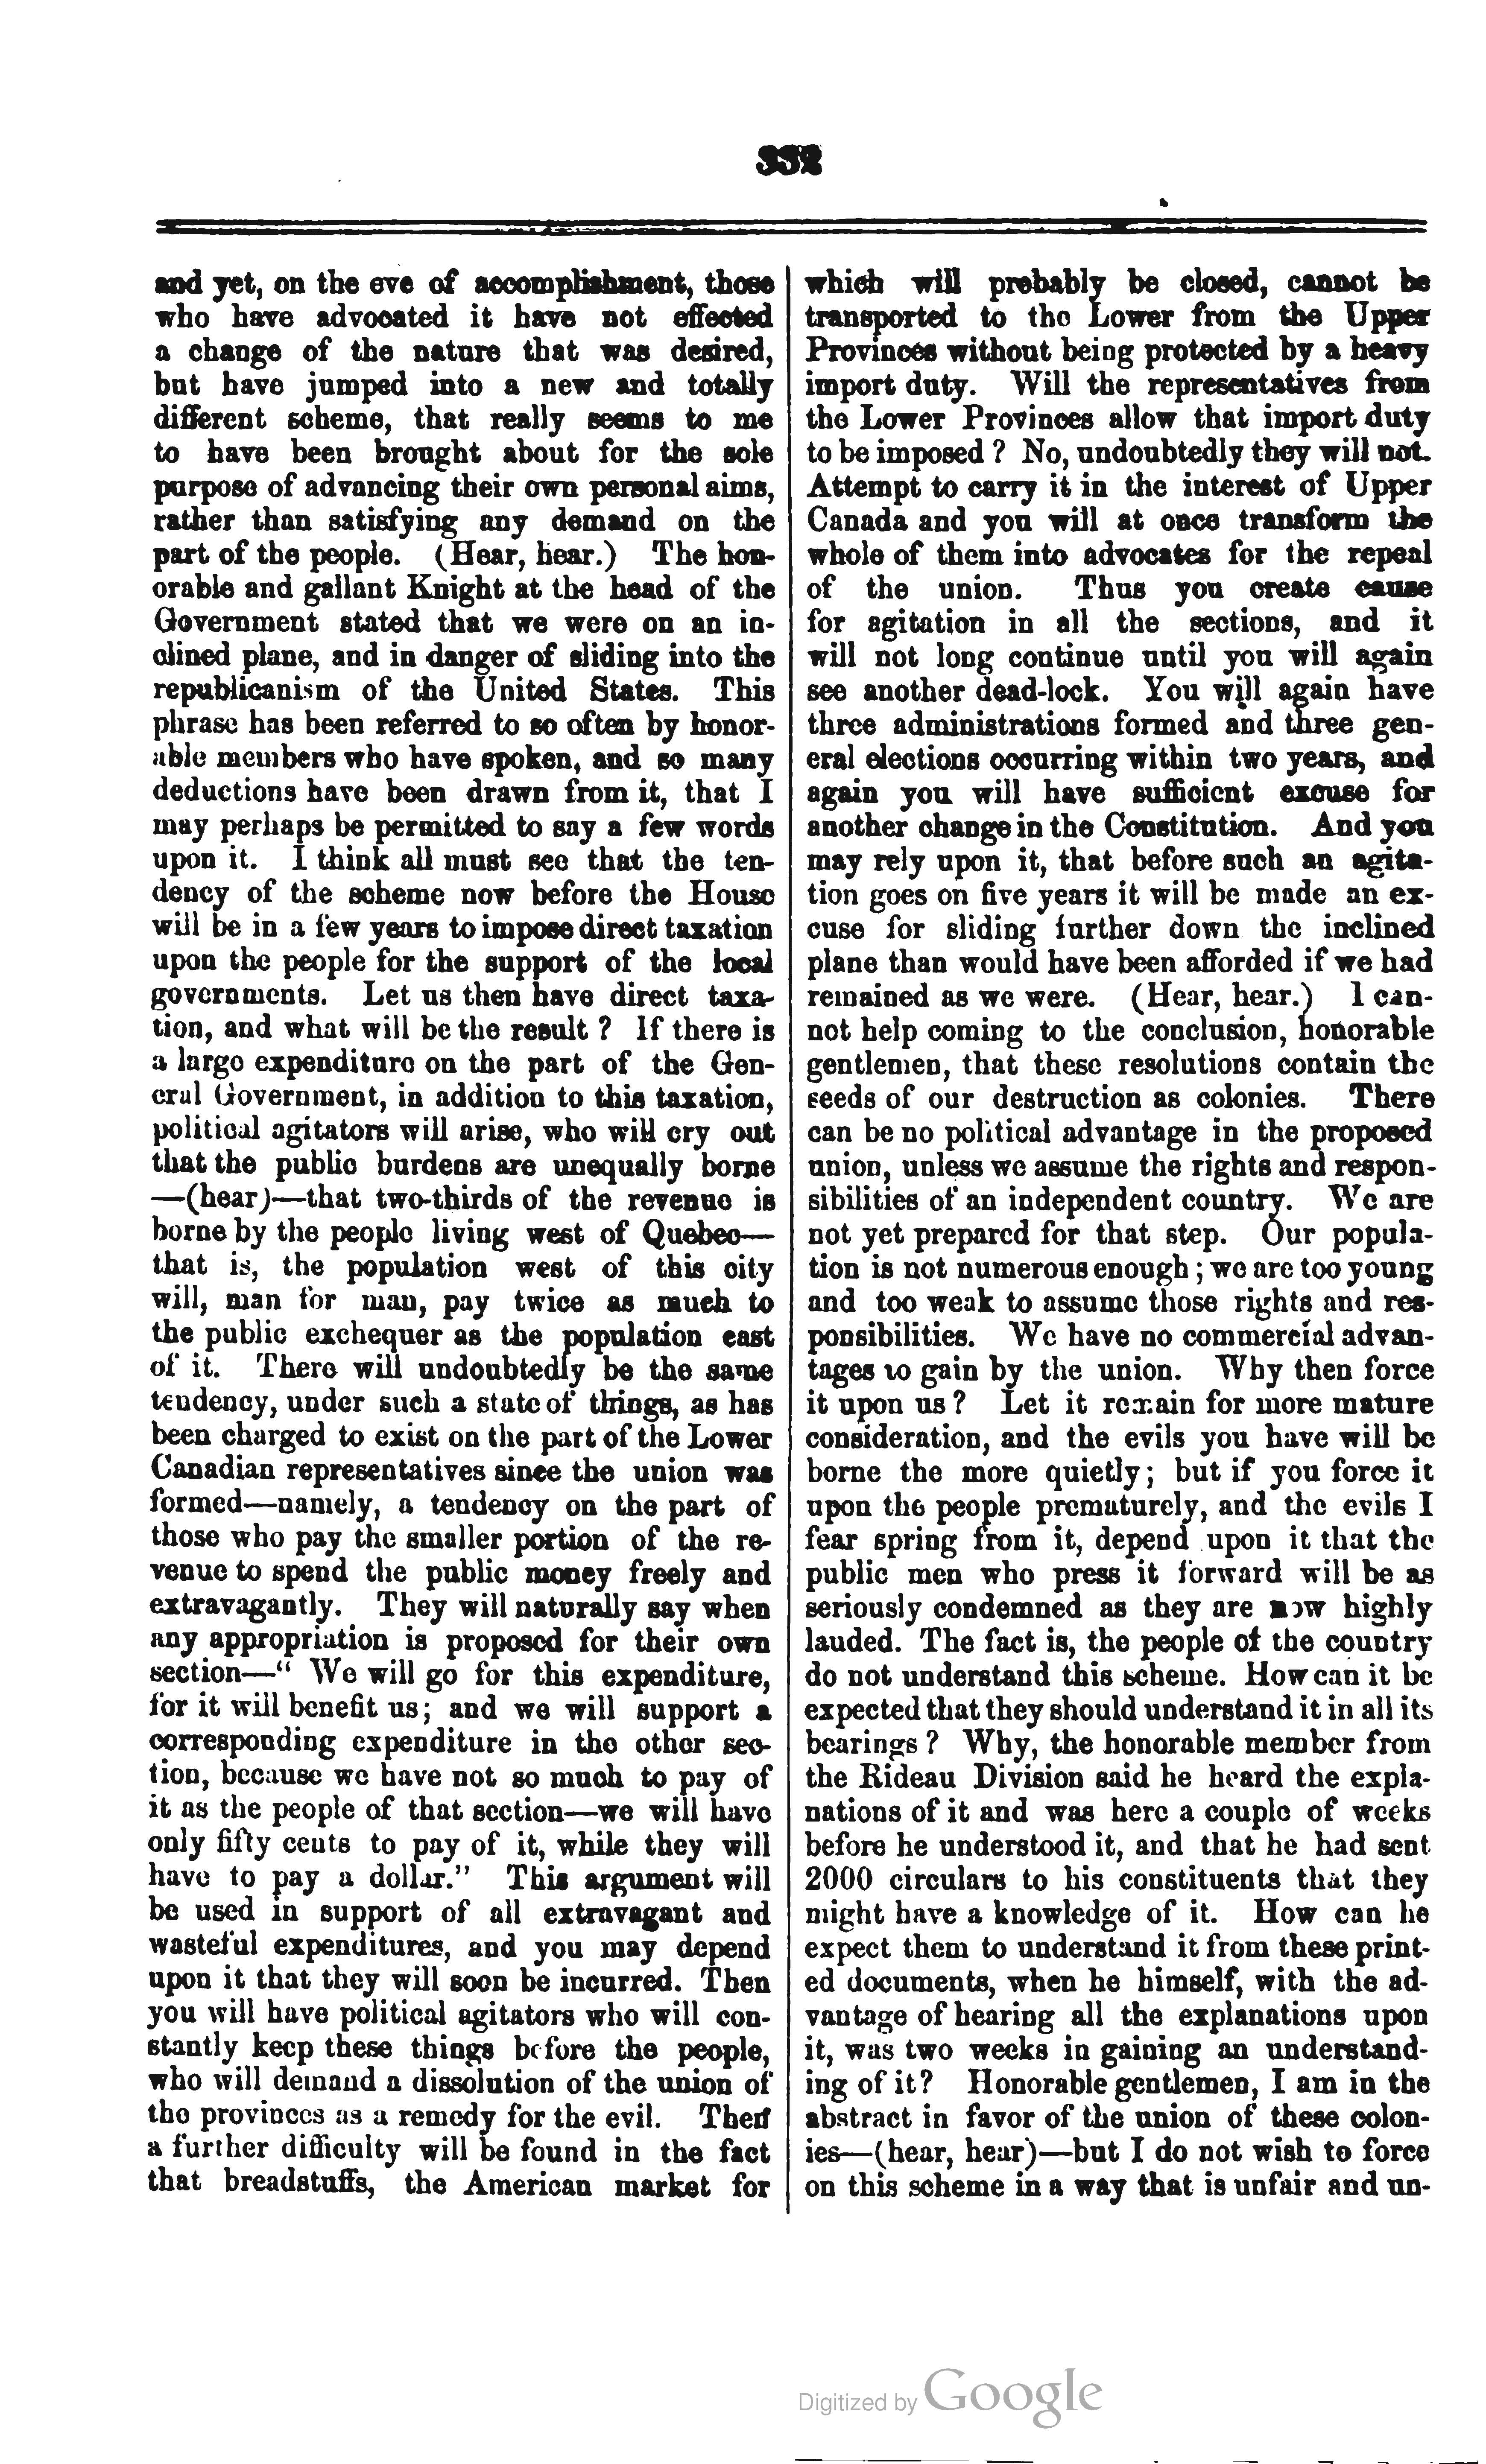 332
and yet, on the eve of accomplishment, those
who have advocated it have not effected
a change of the nature that was desired,
but have jumped into a new and totally
different scheme, that really seems to me
to have been brought about for the sole
purpose of advancing their own personal aims,
rather than satisfying any demand on the
part of the people. (Hear, hear.) The hon-
orable and gallant Knight at the head of the
Government stated that we were on an in-
clined plane, and in danger of sliding into the
republicanism of the United States. This
phrase has been referred to so often by honor-
able members who have spoken, and so many
deductions have been drawn from it, that I
may perhaps be permitted to say a few words
upon it. I think all must see that the ten-
dency of the scheme now before the House
will be in a few years to impose direct taxation
upon the people for the support of the local
governments. Let us then have direct taxa-
tion, and what will be the result? If there is
a large expenditure on the part of the Gen-
eral Government, in addition to this taxation,
political agitators will arise, who will cry out
that the public burdens are unequally borne
—(hear)—that two-thirds of the revenue is
borne by the people living west of Quebec—
that is, the population west of this city
will, man for man, pay twice as much to
the public exchequer as the population east
of it. There will undoubtedly be the same
tendency, under such a state of things, as has
been charged to exist on the part of the Lower
Canadian representatives since the union was
formed—namely, a tendency on the part of
those who pay the smaller portion of the re-
venue to spend the public money freely and
extravagantly. They will naturally say when
any appropriation is proposed for their own
section—“ We will go for this expenditure,
for it will benefit us; and we will support a
corresponding expenditure in the other sec-
tion, because we have not so much to pay of
it as the people of that section—we will have
only fifty cents to pay of it, while they will
have to pay a dollar.” This argument will
be used in support of all extravagant and
wasteful expenditures, and you may depend
upon it that they will soon be incurred. Then
you will have political agitators who will con-
stantly keep these things before the people,
who will demand a dissolution of the union of
the provinces as a remedy for the evil. Then
a further difficulty will be found in the fact
that breadstuffs, the American market for
which will probably be closed, cannot be
transported to the Lower from the Upper
Provinces without being protected by a heavy
import duty. Will the representatives from
the Lower Provinces allow that import duty
to be imposed? No, undoubtedly they will not.
Attempt to carry it in the interest of Upper
Canada and you will at once transform the
whole of them into advocates for the repeal
of the union. Thus you create cause
for agitation in all the sections, and it
will not long continue until you will again
see another dead-lock. You will again have
three administrations formed and three gen-
eral elections occurring within two years, and
again you will have sufficient excuse for
another change in the Constitution. And you
may rely upon it, that before such an agita-
tion goes on five years it will be made an ex-
cuse for sliding further down the inclined
plane than would have been afforded if we had
remained as we were. (Hear, hear.) I can-
not help coming to the conclusion, honorable
gentlemen, that these resolutions contain the
seeds of our destruction as colonies. There
can be no political advantage in the proposed
union, unless we assume the rights and respon-
sibilities of an independent country. We are
not yet prepared for that step. Our popula-
tion is not numerous enough; we are too young
and too weak to assume those rights and res-
ponsibilities. We have no commercial advan-
tages to gain by the union. Why then force
it upon us? Let it remain for more mature
consideration, and the evils you have will be
borne the more quietly; but if you force it
upon the people prematurely, and the evils I
fear spring from it, depend upon it that the
public men who press it forward will be as
seriously condemned as they are now highly
lauded. The fact is, the people of the country
do not understand this scheme. How can it be
expected that they should understand it in all its
bearings? Why, the honorable member from
the Rideau Division said he heard the expla-
nations of it and was here a couple of weeks
before he understood it, and that he had sent
2000 circulars to his constituents that they
might have a knowledge of it. How can he
expect them to understand it from these print-
ed documents, when he himself, with the ad-
vantage of hearing all the explanations upon
it, was two weeks in gaining an understand-
ing of it? Honorable gentlemen, I am in the
abstract in favor of the union of these colon-
ies—(hear, hear)—but I do not wish to force
on this scheme in a way that is unfair and un-
Digitized by Google